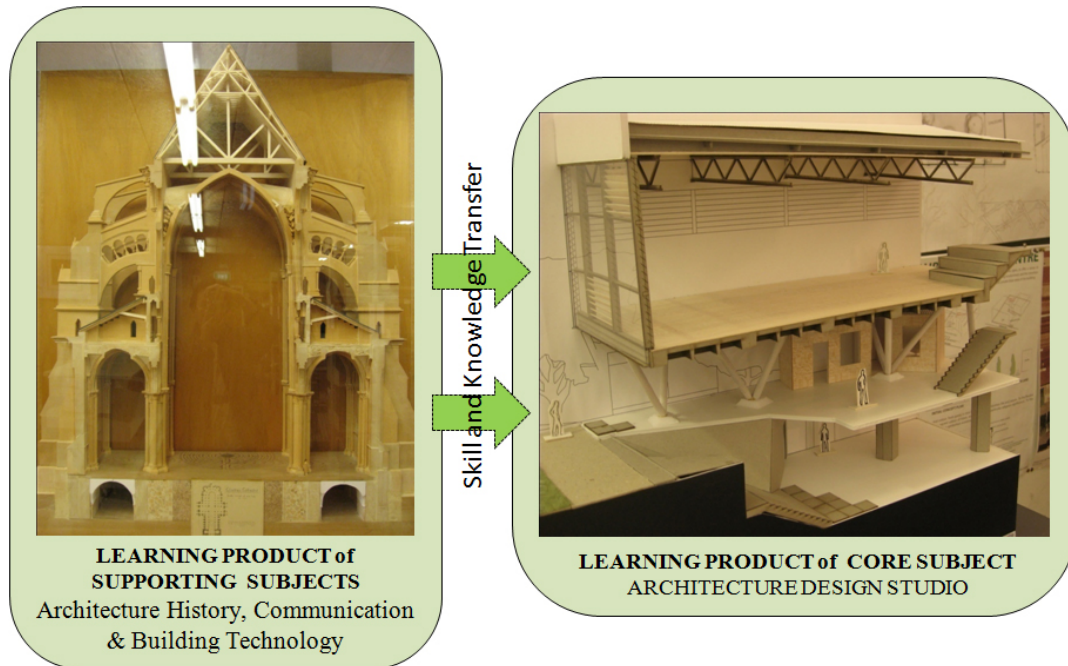 LEARNING PRODUCT of
SUPPORTING SUBJECTS
Architecture History, Communication
& Building Technology
Skill and Knowledge Transfer
LEARNING PRODUCT of CORE SUBJECT
ARCHITECTURE DESIGN STUDIO